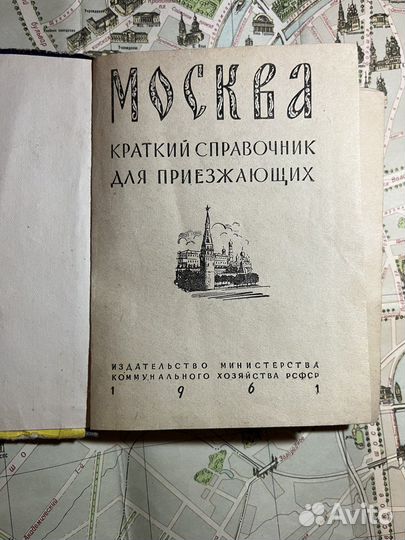 МОСКВА
КРАТКИЙ СПРАВОЧНИК
ДЛЯ ПРИЕЗЖАЮЩИХ
ИЗДАТЕЛЬСТВО МИНИСТЕРСТВА
КОММУНАЛЬНОГО ХОЗЯЙСТВА РСФСР
1961
Avito